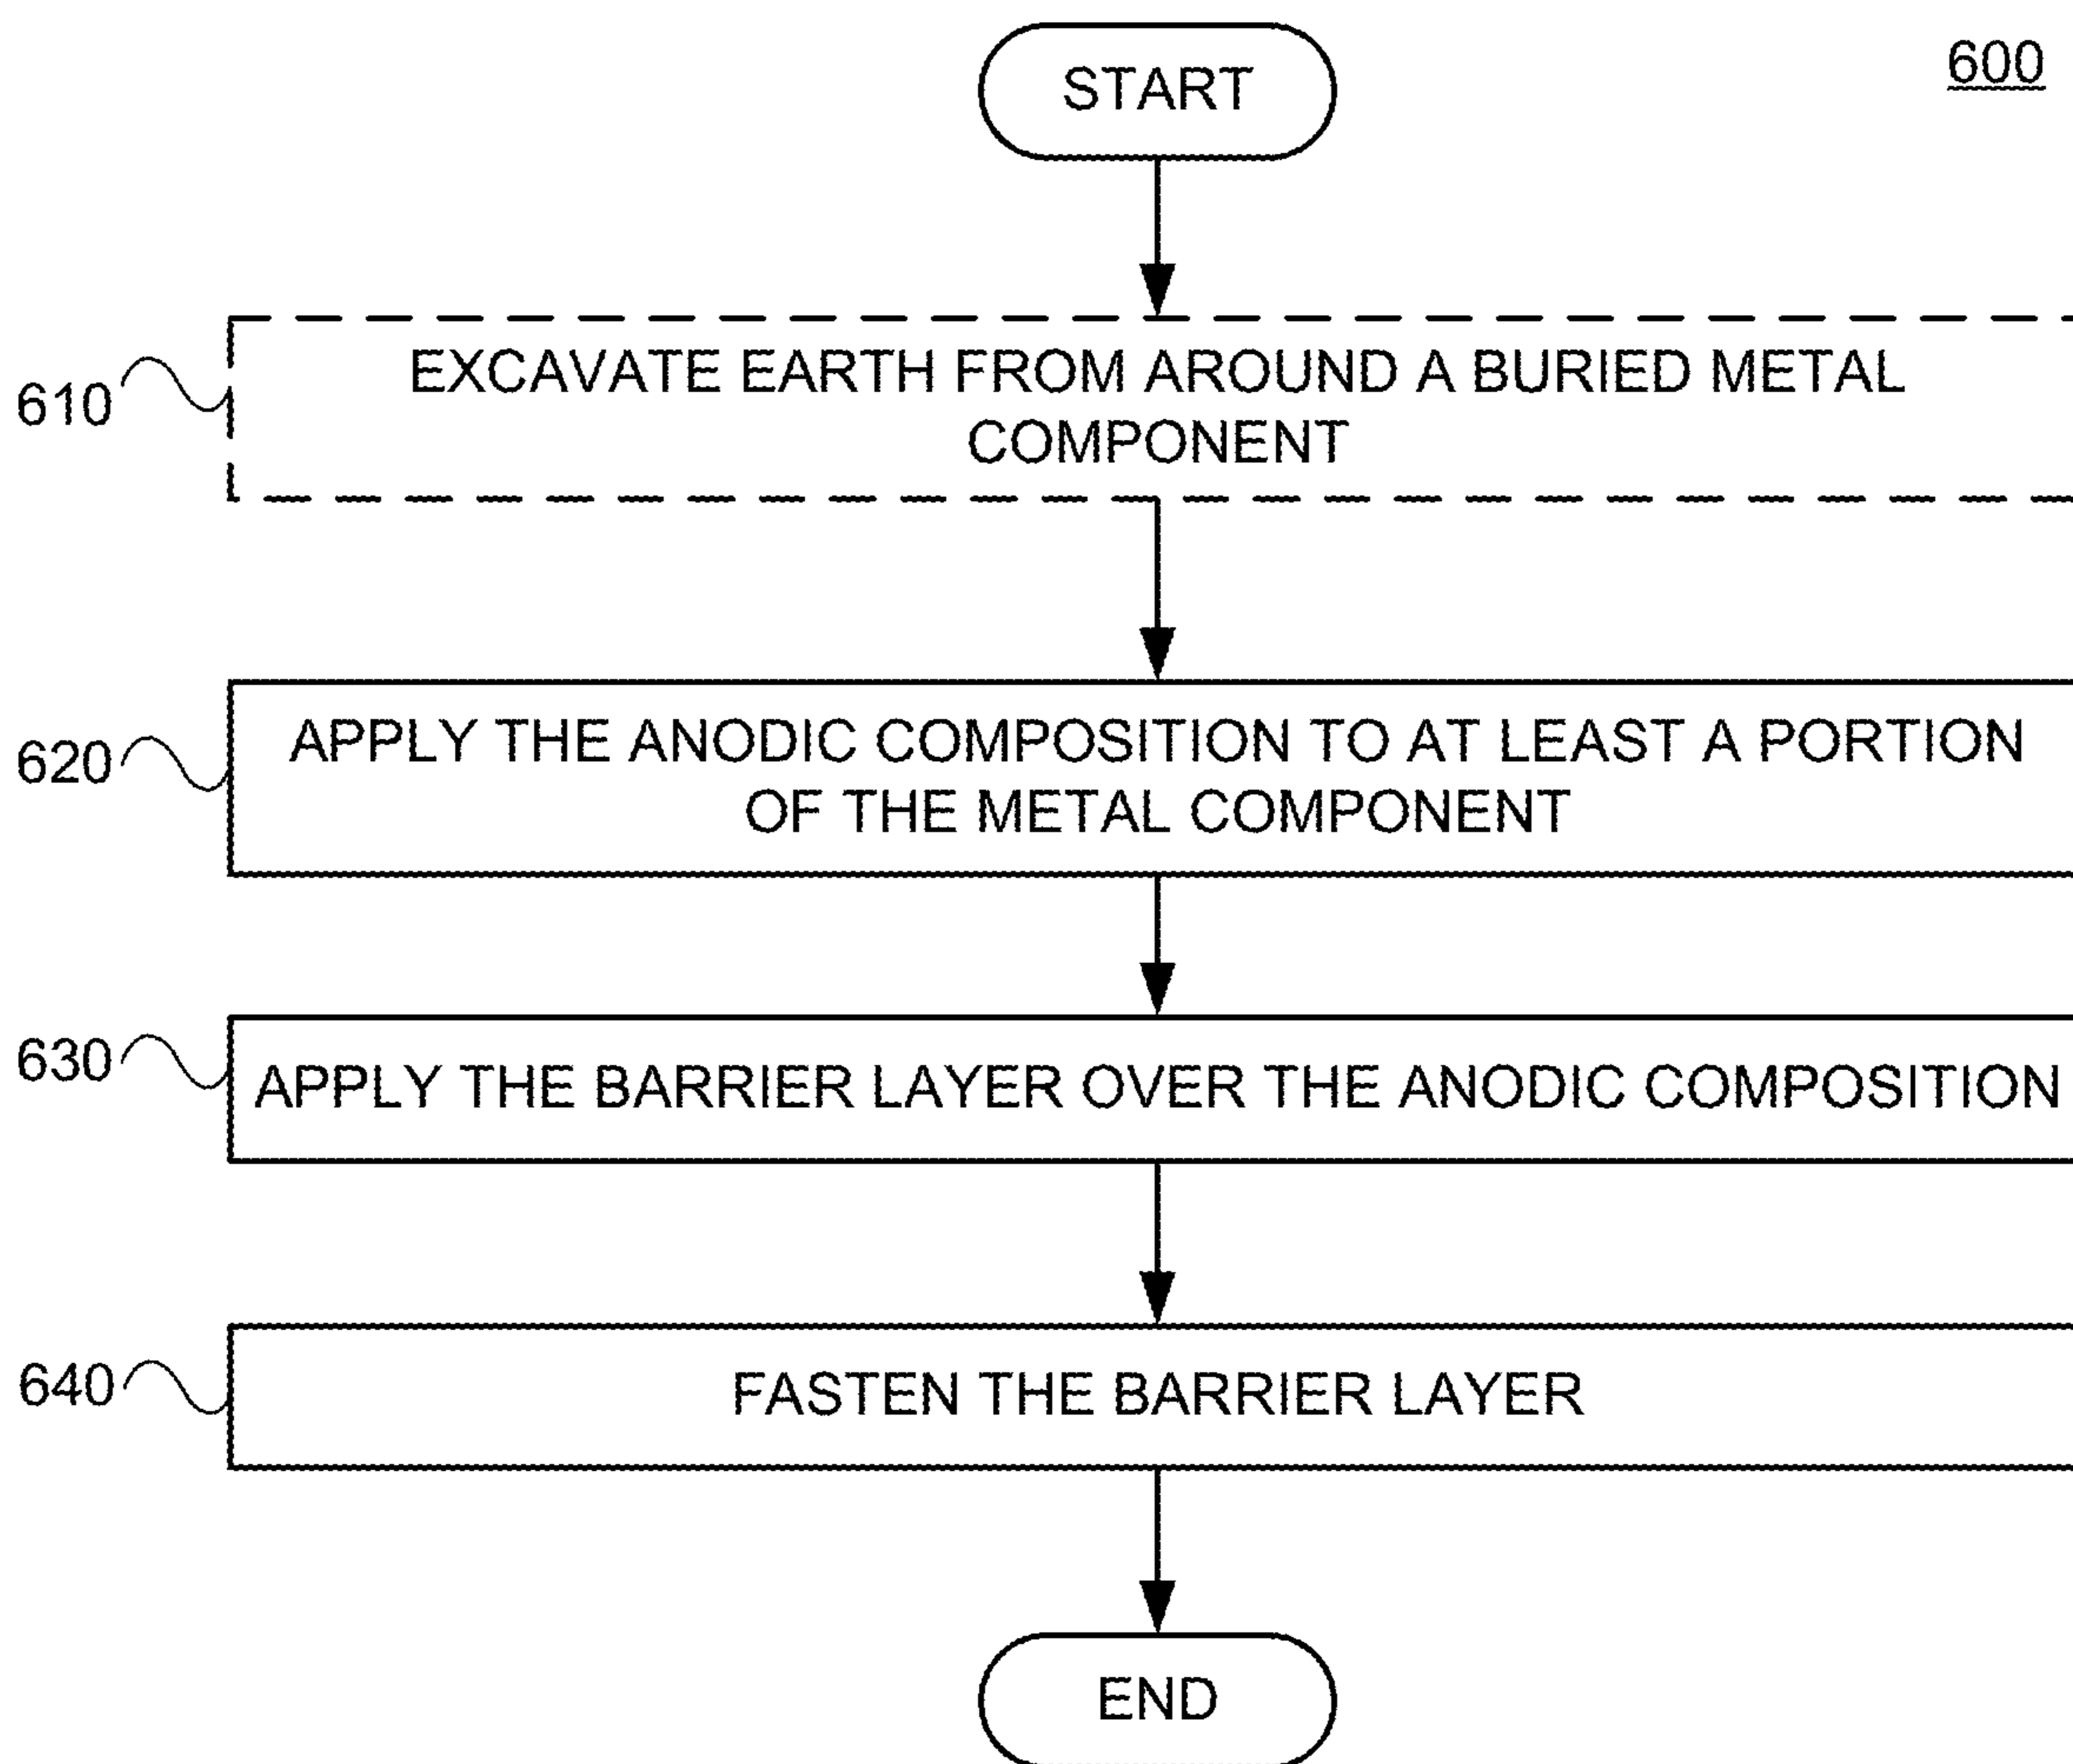 START
600
610
EXCAVATE EARTH FROM AROUND A BURIED METAL
COMPONENT
620
APPLY THE ANODIC COMPOSITION TO AT LEAST A PORTION
OF THE METAL COMPONENT
630
APPLY THE BARRIER LAYER OVER THE ANODIC COMPOSITION
640
FASTEN THE BARRIER LAYER
END